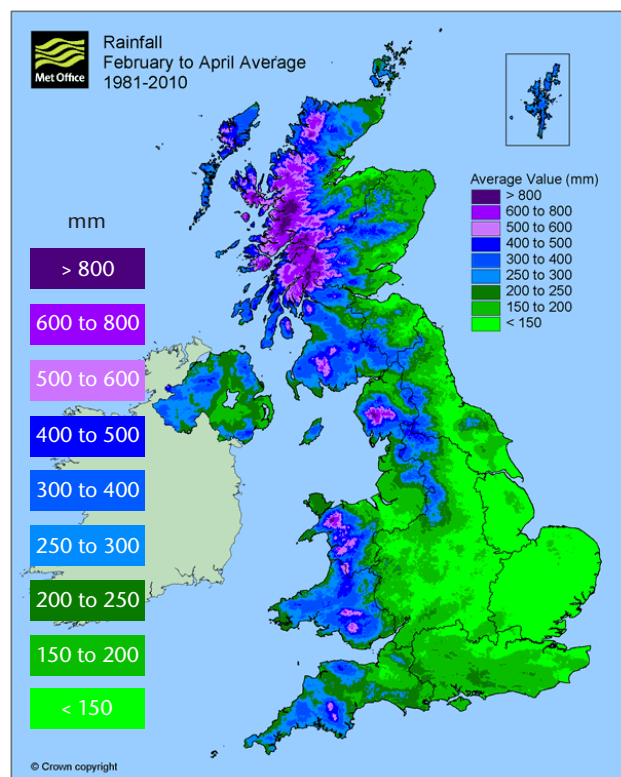 Met Office
Rainfall
February to April Average
1981-2010
Average Value (mm)
> 800
600 to 800
500 to 600
400 to 500
300 to 400
250 to 300
200 to 250
150 to 200
< 150
mm
> 800
600 to 800
500 to 600
400 to 500
300 to 400
250 to 300
200 to 250
150 to 200
< 150
© Crown copyright